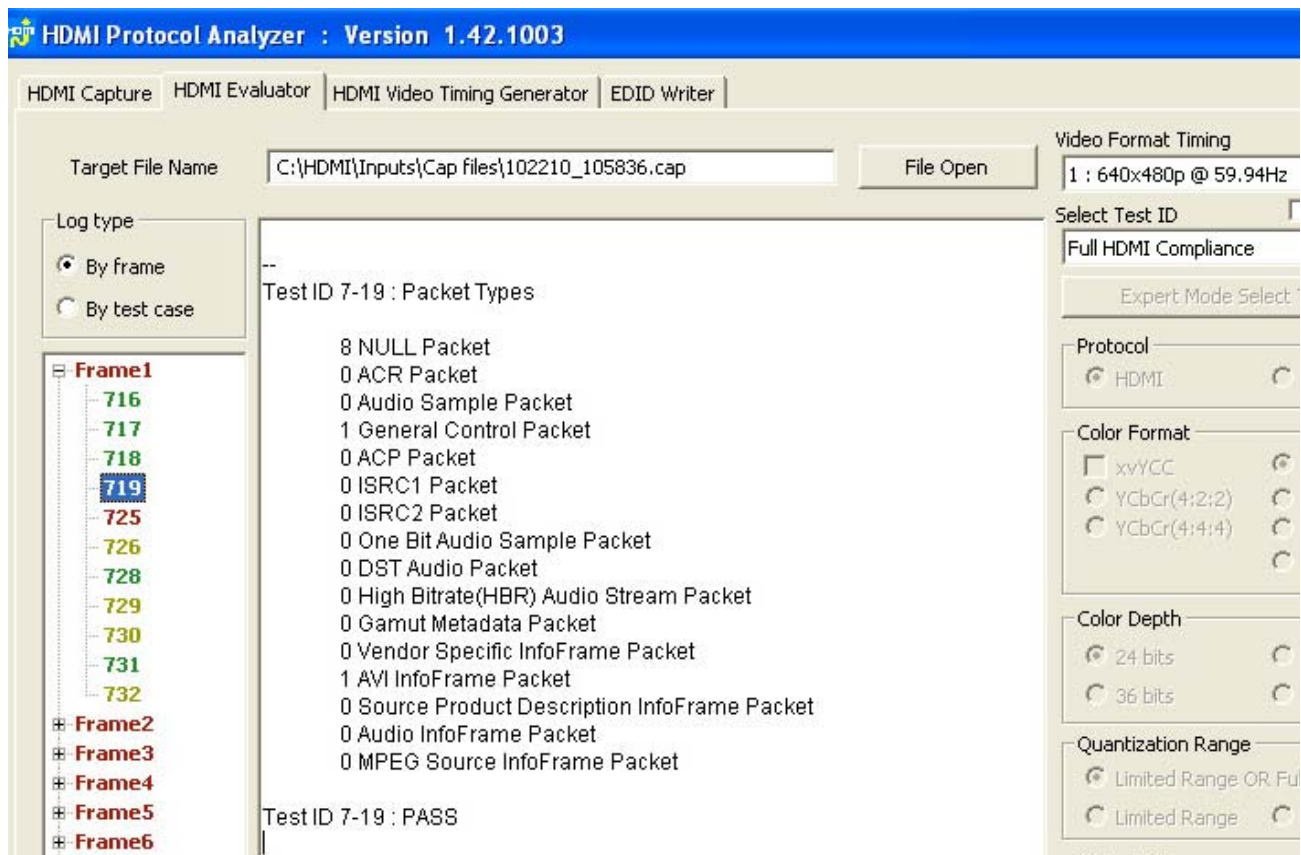 HDMI Protocol Analyzer : Version 1.42.1003
HDMI Capture HDMI Evaluator HDMI Video Timing Generator EDID Writer
Target File Name C:\HDMI\Inputs\Cap files\102210_105836.cap File Open
Log type
By frame
By test case
Frame1
716
717
718
719
725
726
728
729
730
731
732
Frame2
Frame3
Frame4
Frame5
Frame6
--
Test ID 7-19 : Packet Types
8 NULL Packet
0 ACR Packet
0 Audio Sample Packet
1 General Control Packet
0 ACP Packet
0 ISRC1 Packet
0 ISRC2 Packet
0 One Bit Audio Sample Packet
0 DST Audio Packet
0 High Bitrate(HBR) Audio Stream Packet
0 Gamut Metadata Packet
0 Vendor Specific InfoFrame Packet
1 AVI InfoFrame Packet
0 Source Product Description InfoFrame Packet
0 Audio InfoFrame Packet
0 MPEG Source InfoFrame Packet
Test ID 7-19 : PASS
Video Format Timing
1 : 640x480p @ 59.94Hz
Select Test ID
Full HDMI Compliance
Expert Mode Select
Protocol
HDMI
Color Format
xvYCC
YCbCr(4:2:2)
YCbCr(4:4:4)
Color Depth
24 bits
36 bits
Quantization Range
Limited Range OR Ful
Limited Range